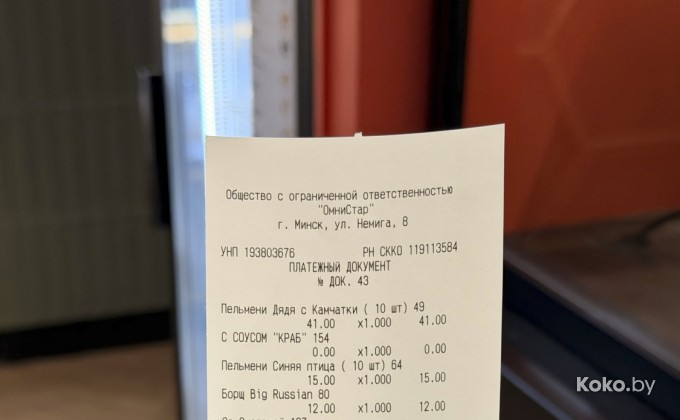 Общество с ограниченной ответственностью
"ОмниСтар"
г. Минск, ул. Немига, 8
УНП 193803676 РН СККО 119113584
ПЛАТЕЖНЫЙ ДОКУМЕНТ
№ ДОК. 43
Пельмени Дядя с Камчатки ( 10 шт) 49
41.00 x1.000 41.00
С СОУСОМ "КРАБ" 154
0.00 x1.000 0.00
Пельмени Синяя птица ( 10 шт) 64
15.00 x1.000 15.00
Борщ Big Russian 80
12.00 x1.000 12.00
Koko.by